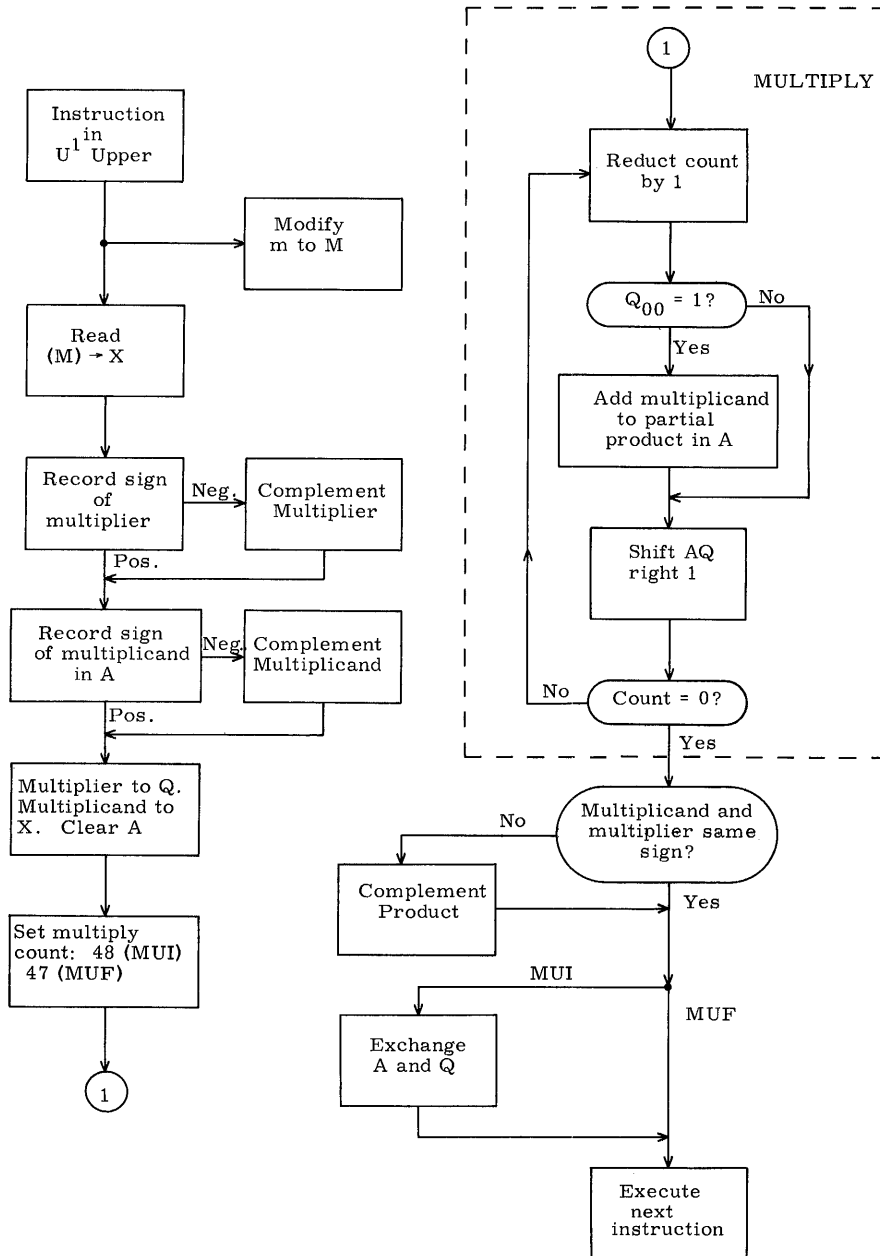 Instruction
in
U¹ Upper
Modify
m to M
Read
(M) → X
Record sign
of
multiplier
Neg.
Complement
Multiplier
Pos.
Record sign
of multiplicand
in A
Neg.
Complement
Multiplicand
Pos.
Multiplier to Q.
Multiplicand to
X. Clear A
Set multiply
count: 48 (MUI)
47 (MUF)
1
1
MULTIPLY
Reduct count
by 1
Q₀₀ = 1?
No
Yes
Add multiplicand
to partial
product in A
Shift AQ
right 1
No
Count = 0?
Yes
Multiplicand and
multiplier same
sign?
No
Complement
Product
Yes
MUI
MUF
Exchange
A and Q
Execute
next
instruction